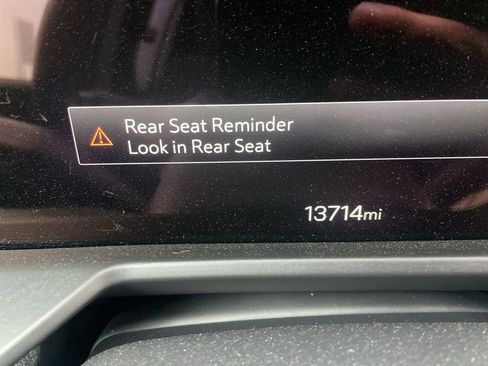 Rear Seat Reminder
Look in Rear Seat
13714mi